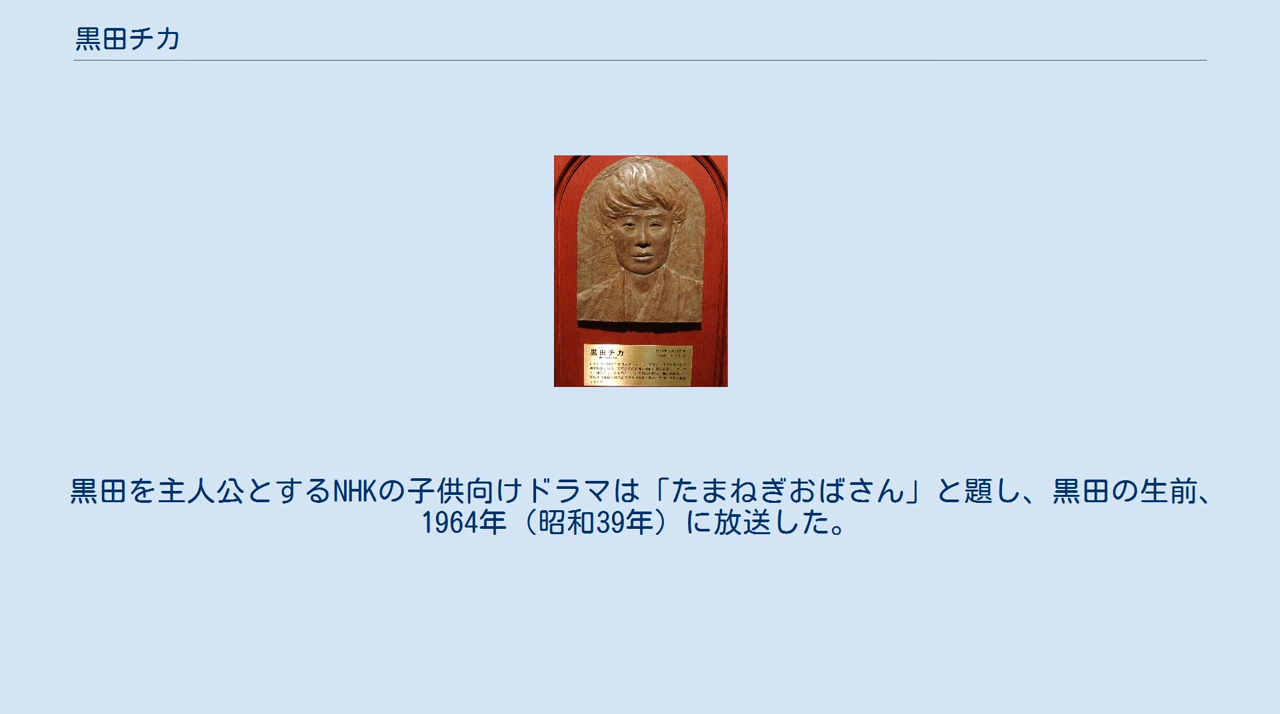 黒田チカ
黒田チカ
黒田を主人公とするNHKの子供向けドラマは「たまねぎおばさん」と題し、黒田の生前、
1964年（昭和39年）に放送した。